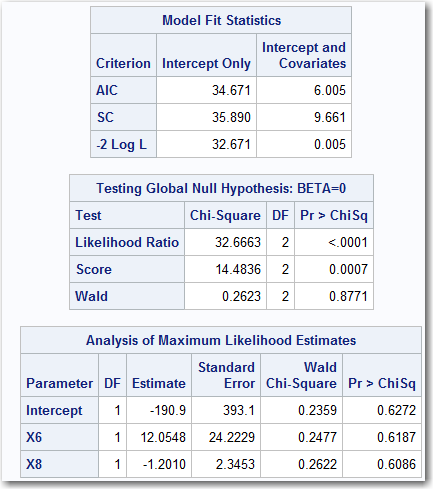 Model Fit Statistics
Criterion Intercept Only Intercept and Covariates
AIC 34.671 6.005
SC 35.890 9.661
-2 Log L 32.671 0.005
Testing Global Null Hypothesis: BETA=0
Test Chi-Square DF Pr > ChiSq
Likelihood Ratio 32.6663 2 <.0001
Score 14.4836 2 0.0007
Wald 0.2623 2 0.8771
Analysis of Maximum Likelihood Estimates
Parameter DF Estimate Standard Error Wald Chi-Square Pr > ChiSq
Intercept 1 -190.9 393.1 0.2359 0.6272
X6 1 12.0548 24.2229 0.2477 0.6187
X8 1 -1.2010 2.3453 0.2622 0.6086